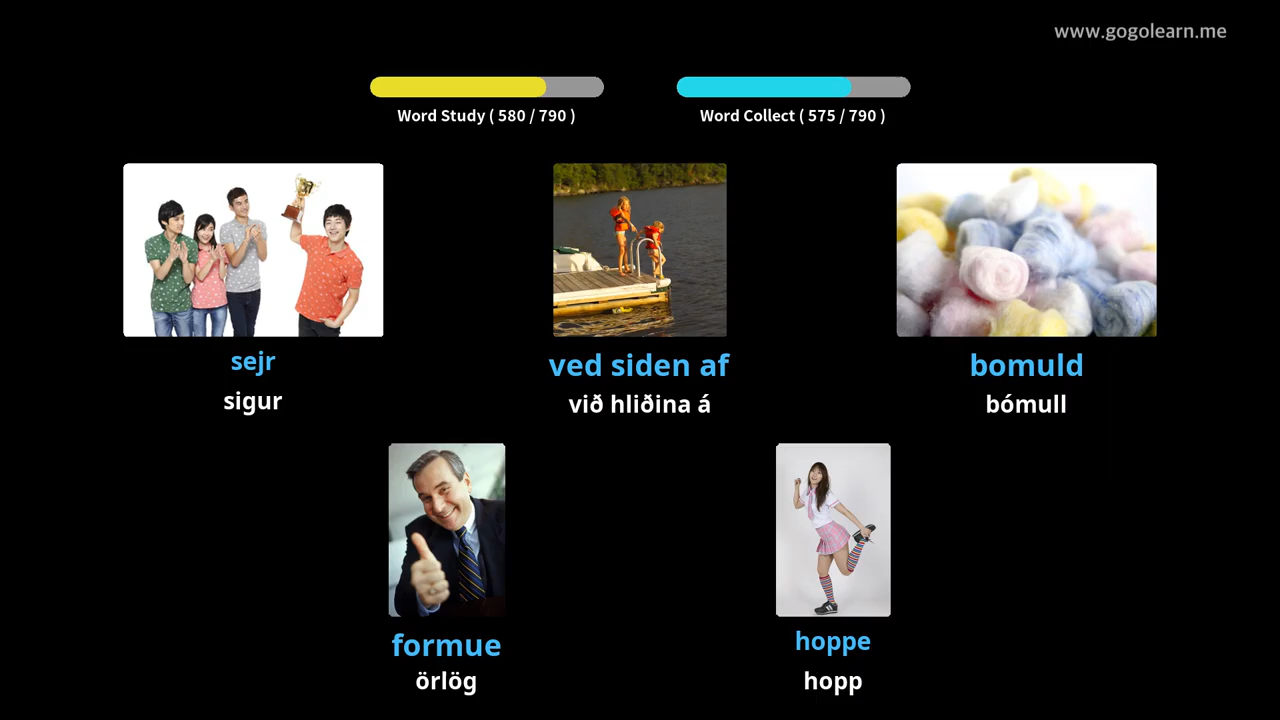 www.gogolearn.me
Word Study ( 580 / 790 )
Word Collect ( 575 / 790 )
sejr
sigur
ved siden af
við hliðina á
bomuld
bómull
formue
örlög
hoppe
hopp